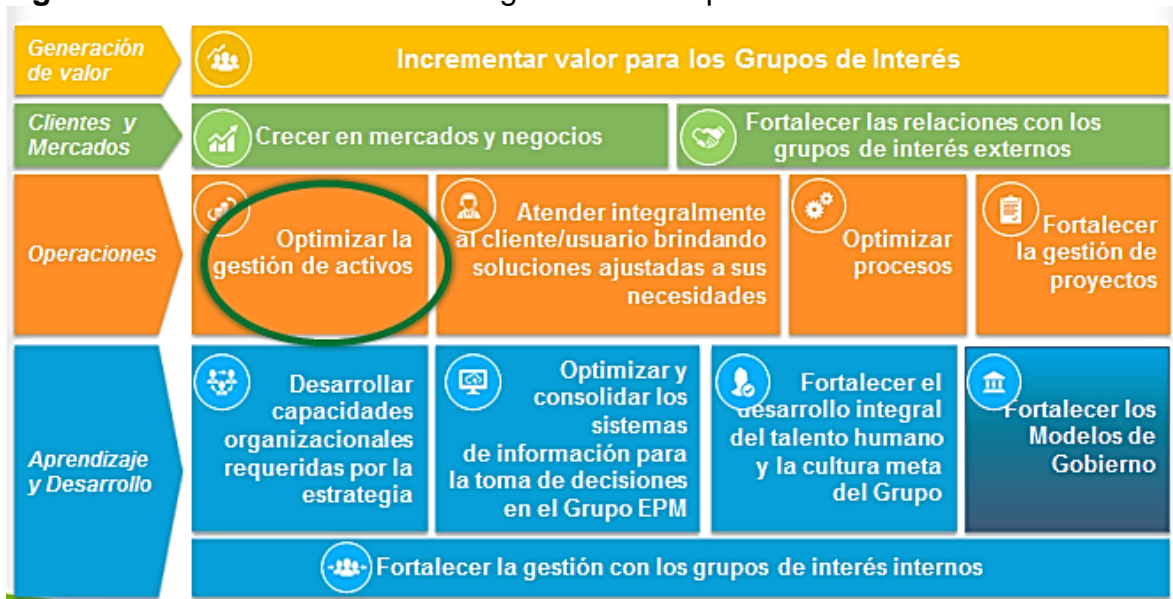 Generación
de valor
Incrementar valor para los Grupos de Interés
Clientes y
Mercados
Crecer en mercados y negocios
Fortalecer las relaciones con los
grupos de interés externos
Operaciones
Optimizar la
gestión de activos
Atender integralmente
al cliente/usuario brindando
soluciones ajustadas a sus
necesidades
Optimizar
procesos
Fortalecer
la gestión de
proyectos
Aprendizaje
y Desarrollo
Desarrollar
capacidades
organizacionales
requeridas por la
estrategia
Optimizar y
consolidar los
sistemas
de información para
la toma de decisiones
en el Grupo EPM
Fortalecer el
desarrollo integral
del talento humano
y la cultura meta
del Grupo
Fortalecer los
Modelos de
Gobierno
Fortalecer la gestión con los grupos de interés internos